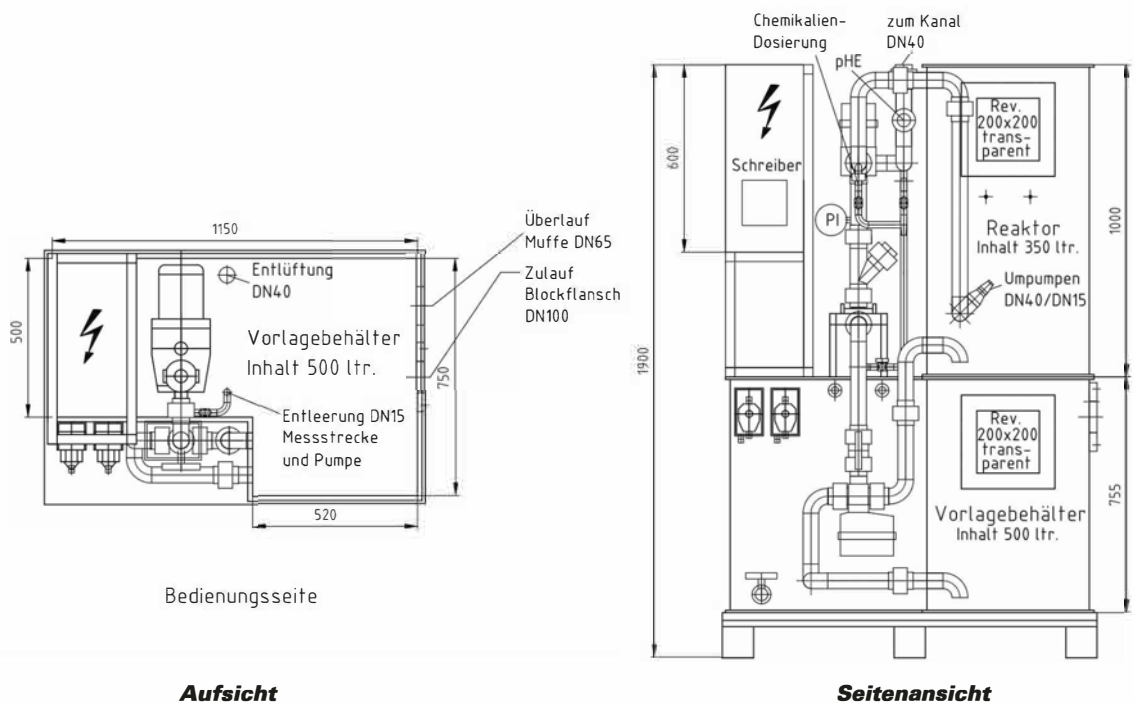 1150
500
750
520
Entlüftung
DN40
Vorlagebehälter
Inhalt 500 ltr.
Entleerung DN15
Messstrecke
und Pumpe
Überlauf
Muffe DN65
Zulauf
Blockflansch
DN100
Bedienungsseite
Aufsicht
Chemikalien-
Dosierung
zum Kanal
DN40
pHE
Schreiber
PI
Rev.
200x200
trans-
parent
Reaktor
Inhalt 350 ltr.
Umpumpen
DN40/DN15
600
1900
1000
755
Rev.
200x200
trans-
parent
Vorlagebehälter
Inhalt 500 ltr.
Seitenansicht